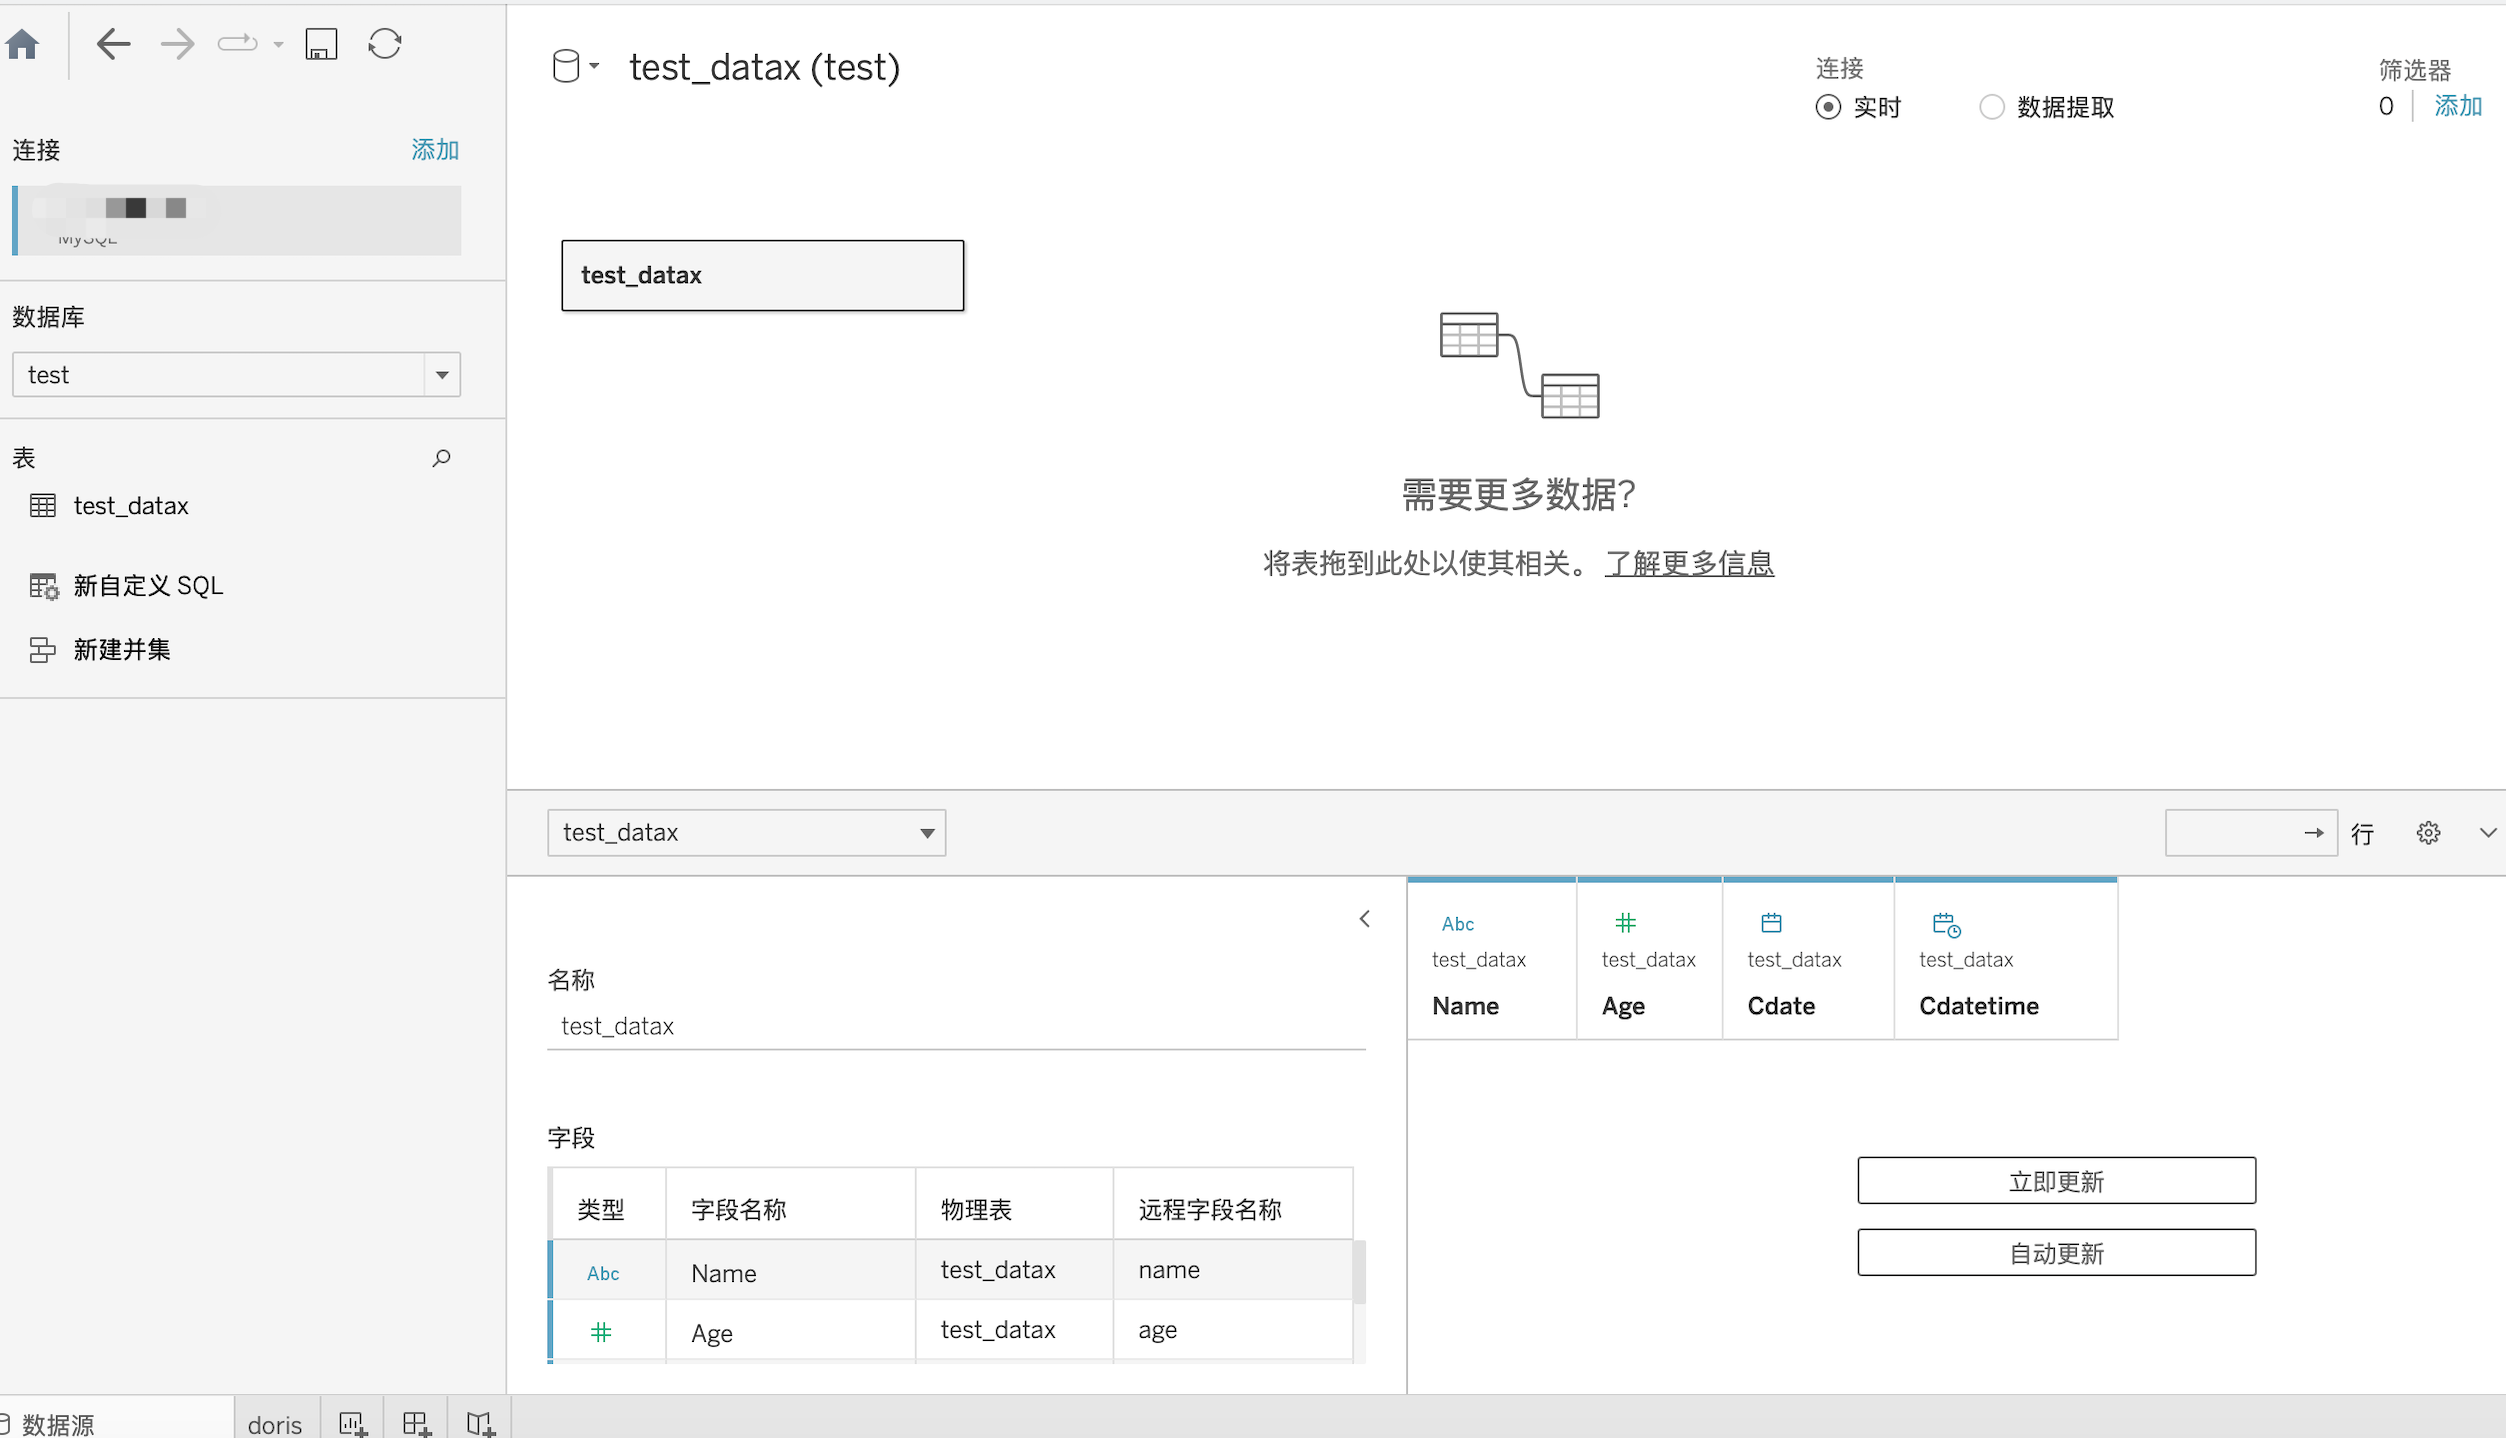 test_datax (test)
连接
筛选器
实时
数据提取
0
添加
连接
添加
MySQL
数据库
test
表
test_datax
新自定义 SQL
新建并集
test_datax
需要更多数据?
将表拖到此处以使其相关。 了解更多信息
test_datax
行
名称
test_datax
字段
类型 字段名称 物理表 远程字段名称
Abc Name test_datax name
Age test_datax age
Abc
test_datax test_datax test_datax test_datax
Name Age Cdate Cdatetime
立即更新
自动更新
数据源
doris